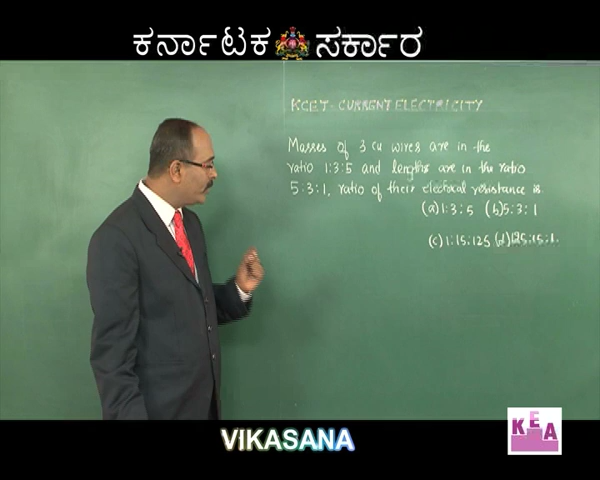 ಕರ್ನಾಟಕ ಸರ್ಕಾರ
KCET - CURRENT ELECTRICITY
Masses of 3 Cu wires are in the
ratio 1:3:5 and lengths are in the ratio
5:3:1, ratio of their electrical resistance is
(a) 1:3:5 (b) 5:3:1
(c) 1:15:125 (d) 125:15:1.
VIKASANA
KEA